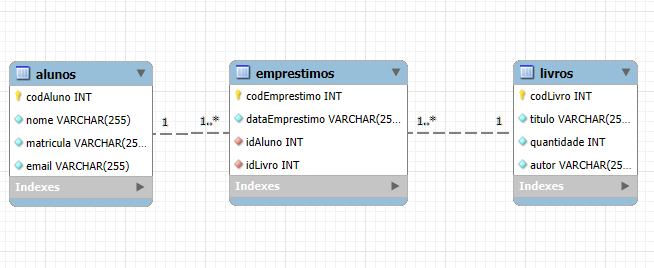 alunos
codAluno INT
nome VARCHAR(255)
matricula VARCHAR(25...
email VARCHAR(255)
Indexes
1
1..*
emprestimos
codEmprestimo INT
dataEmprestimo VARCHAR(25...
idAluno INT
idLivro INT
Indexes
1..*
1
livros
codLivro INT
titulo VARCHAR(25...
quantidade INT
autor VARCHAR(25...
Indexes